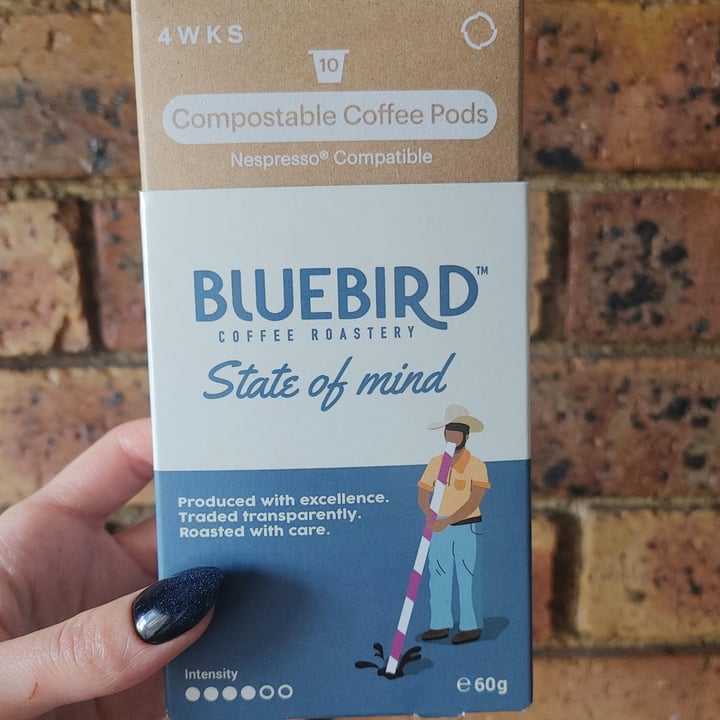 4WKS
10
Compostable Coffee Pods
Nespresso® Compatible
BLUEBIRD™
COFFEE ROASTERY
State of mind
Produced with excellence.
Traded transparently.
Roasted with care.
Intensity
℮ 60g